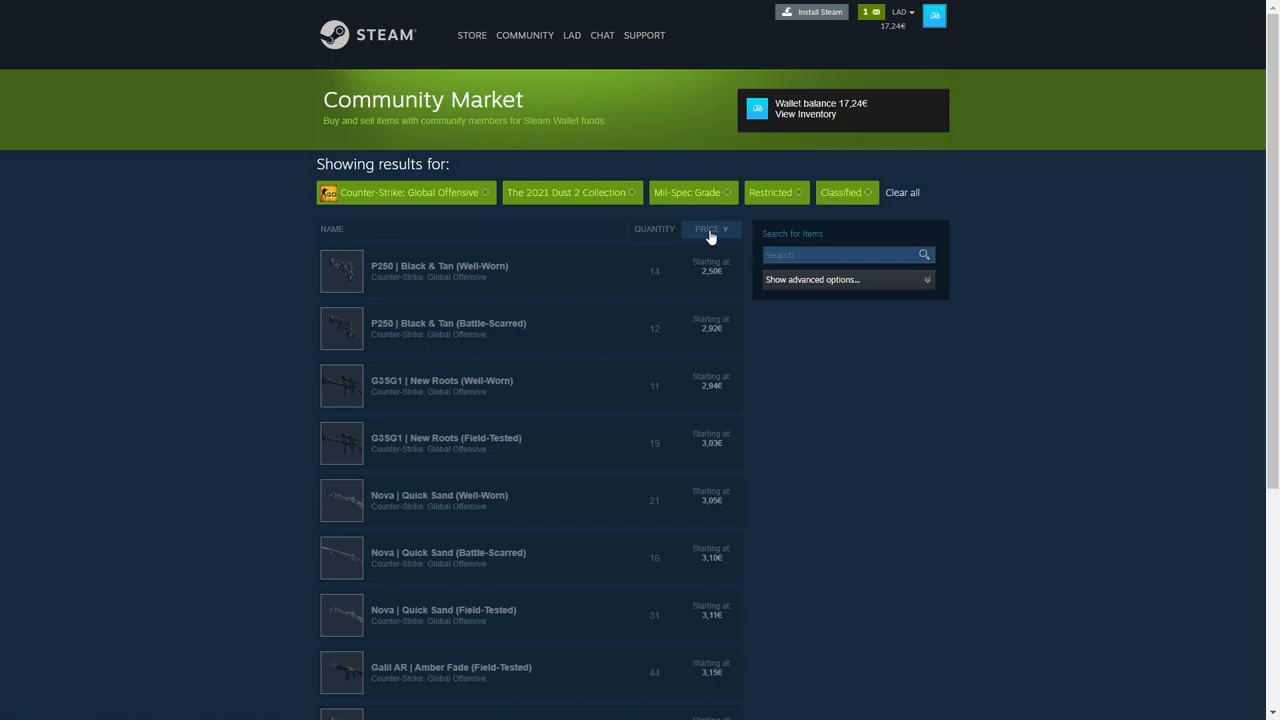 Install Steam
1
LAD
17,24€
STEAM®
STORE
COMMUNITY
LAD
CHAT
SUPPORT
Community Market
Buy and sell items with community members for Steam Wallet funds.
Wallet balance 17,24€
View Inventory
Showing results for:
Counter-Strike: Global Offensive
The 2021 Dust 2 Collection
Mil-Spec Grade
Restricted
Classified
Clear all
NAME
QUANTITY
PRICE ▼
P250 | Black & Tan (Well-Worn)
Counter-Strike: Global Offensive
14
Starting at:
2,50€
P250 | Black & Tan (Battle-Scarred)
Counter-Strike: Global Offensive
12
Starting at:
2,92€
G3SG1 | New Roots (Well-Worn)
Counter-Strike: Global Offensive
11
Starting at:
2,94€
G3SG1 | New Roots (Field-Tested)
Counter-Strike: Global Offensive
19
Starting at:
3,03€
Nova | Quick Sand (Well-Worn)
Counter-Strike: Global Offensive
21
Starting at:
3,05€
Nova | Quick Sand (Battle-Scarred)
Counter-Strike: Global Offensive
16
Starting at:
3,10€
Nova | Quick Sand (Field-Tested)
Counter-Strike: Global Offensive
31
Starting at:
3,11€
Galil AR | Amber Fade (Field-Tested)
Counter-Strike: Global Offensive
44
Starting at:
3,15€
Search for Items
Search
Show advanced options...